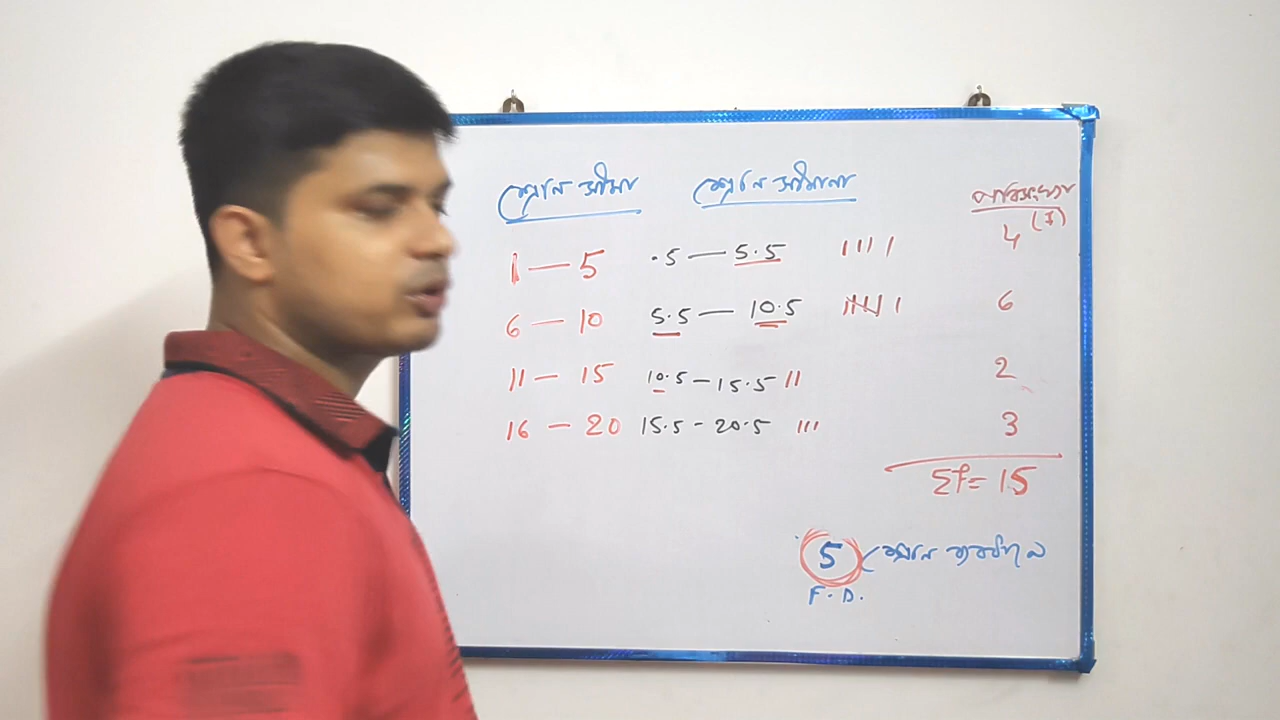 শ্রেণি সীমা শ্রেণি সীমানা পরিসংখ্যা (f)
1 — 5 .5 — 5.5 |||| 4
6 — 10 5.5 — 10.5 |||| | 6
11 — 15 10.5 — 15.5 || 2
16 — 20 15.5 - 20.5 ||| 3
Σf = 15
5 শ্রেণি ব্যবধান
F. D.